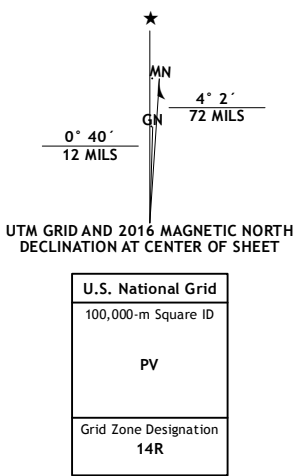 ★
MN
GN
4° 2´
72 MILS
0° 40´
12 MILS
UTM GRID AND 2016 MAGNETIC NORTH
DECLINATION AT CENTER OF SHEET
U.S. National Grid
100,000-m Square ID
PV
Grid Zone Designation
14R